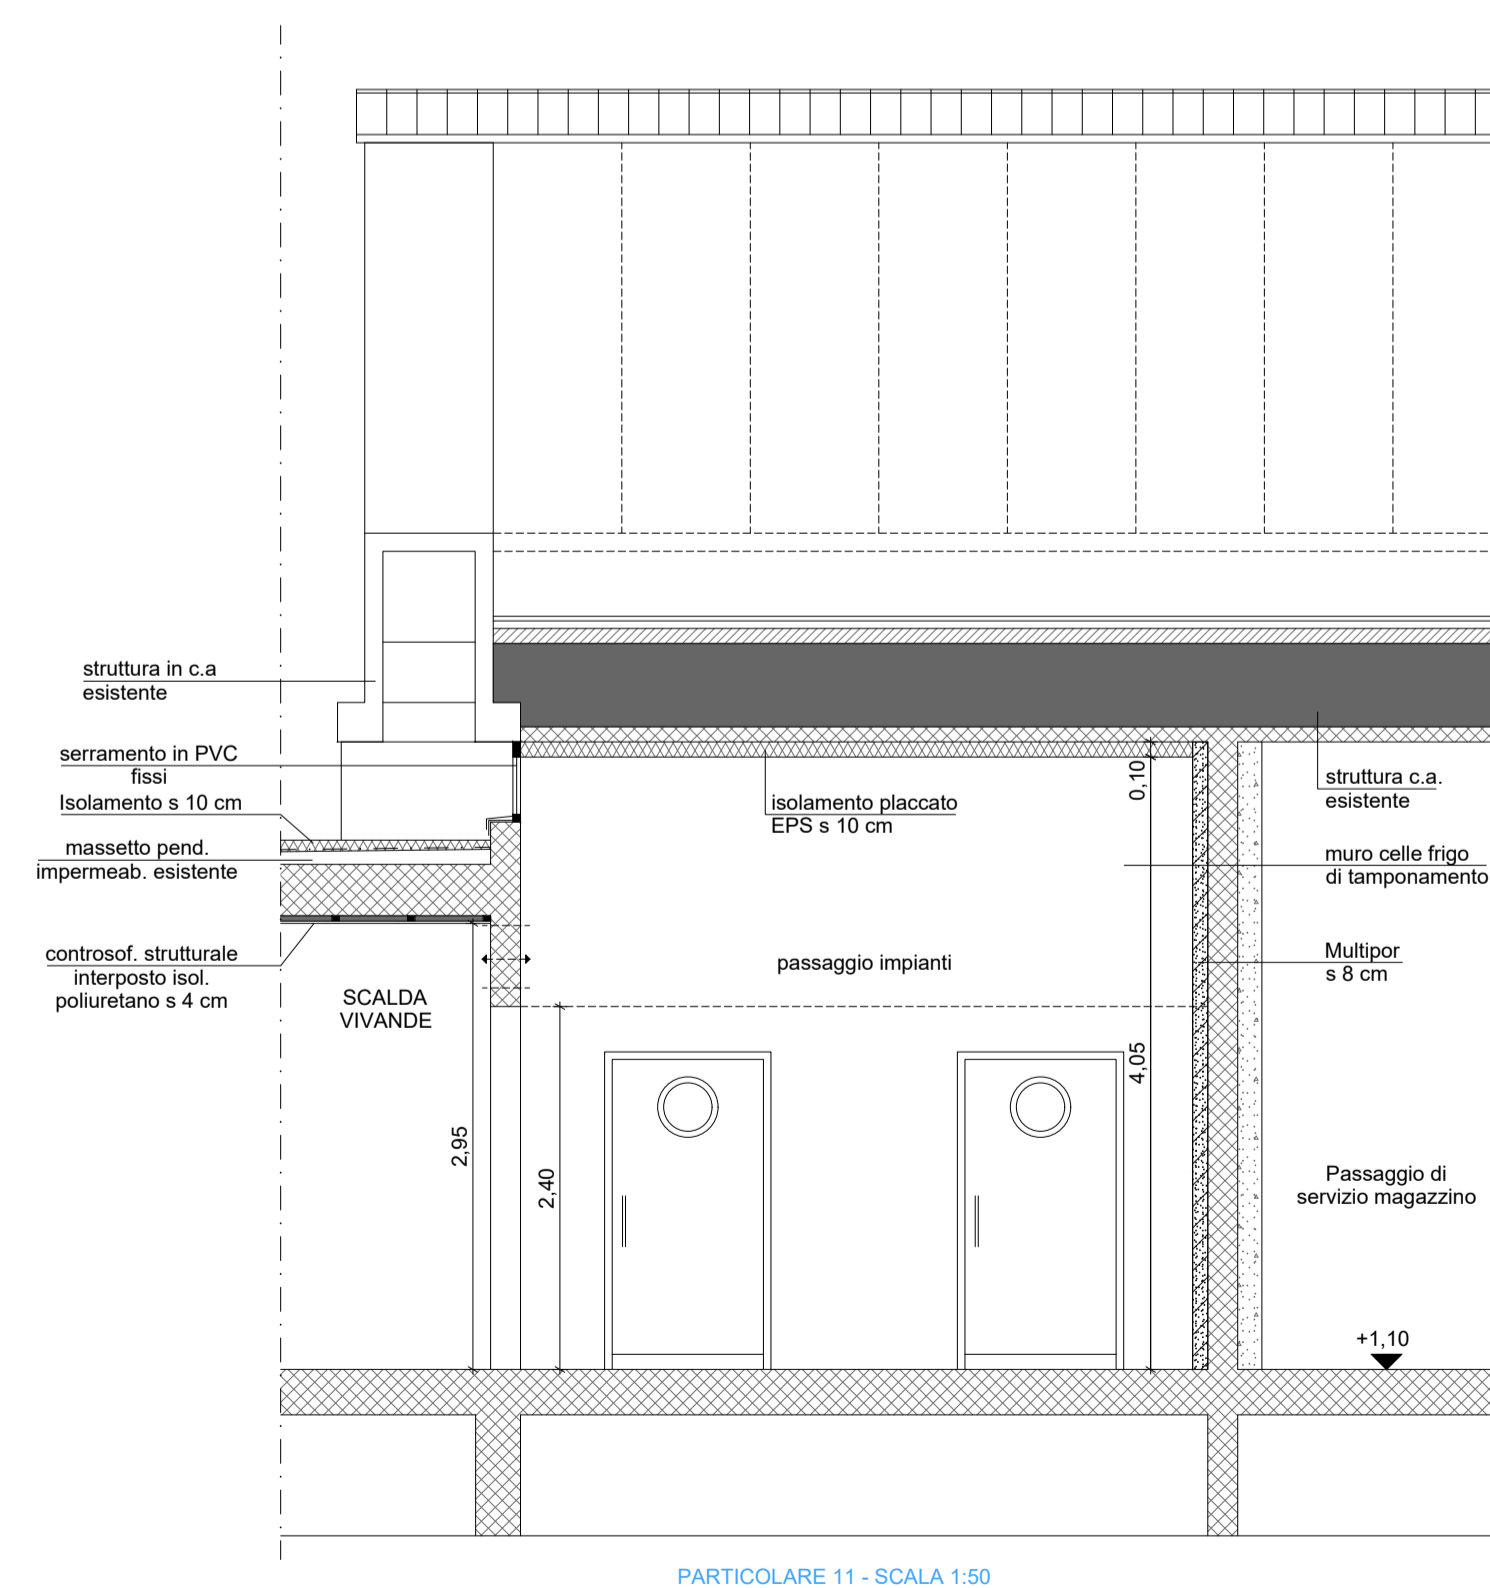 struttura in c.a
esistente
serramento in PVC
fissi
Isolamento s 10 cm
massetto pend.
impermeab. esistente
controsof. strutturale
interposto isol.
poliuretano s 4 cm
SCALDA
VIVANDE
2,95
2,40
isolamento placcato
EPS s 10 cm
passaggio impianti
0,10
4,05
struttura c.a.
esistente
muro celle frigo
di tamponamento
Multipor
s 8 cm
Passaggio di
servizio magazzino
+1,10
PARTICOLARE 11 - SCALA 1:50